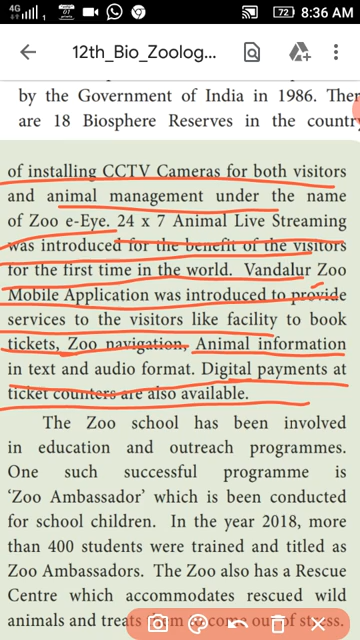 4G
72
8:36 AM
12th_Bio_Zoolog...
by the Government of India in 1986. Ther
are 18 Biosphere Reserves in the country
of installing CCTV Cameras for both visitors
and animal management under the name
of Zoo e-Eye. 24 x 7 Animal Live Streaming
was introduced for the benefit of the visitors
for the first time in the world. Vandalur Zoo
Mobile Application was introduced to provide
services to the visitors like facility to book
tickets, Zoo navigation, Animal information
in text and audio format. Digital payments at
ticket counters are also available.
The Zoo school has been involved
in education and outreach programmes.
One such successful programme is
‘Zoo Ambassador’ which is been conducted
for school children. In the year 2018, more
than 400 students were trained and titled as
Zoo Ambassadors. The Zoo also has a Rescue
Centre which accommodates rescued wild
animals and treats them to come out of stress.